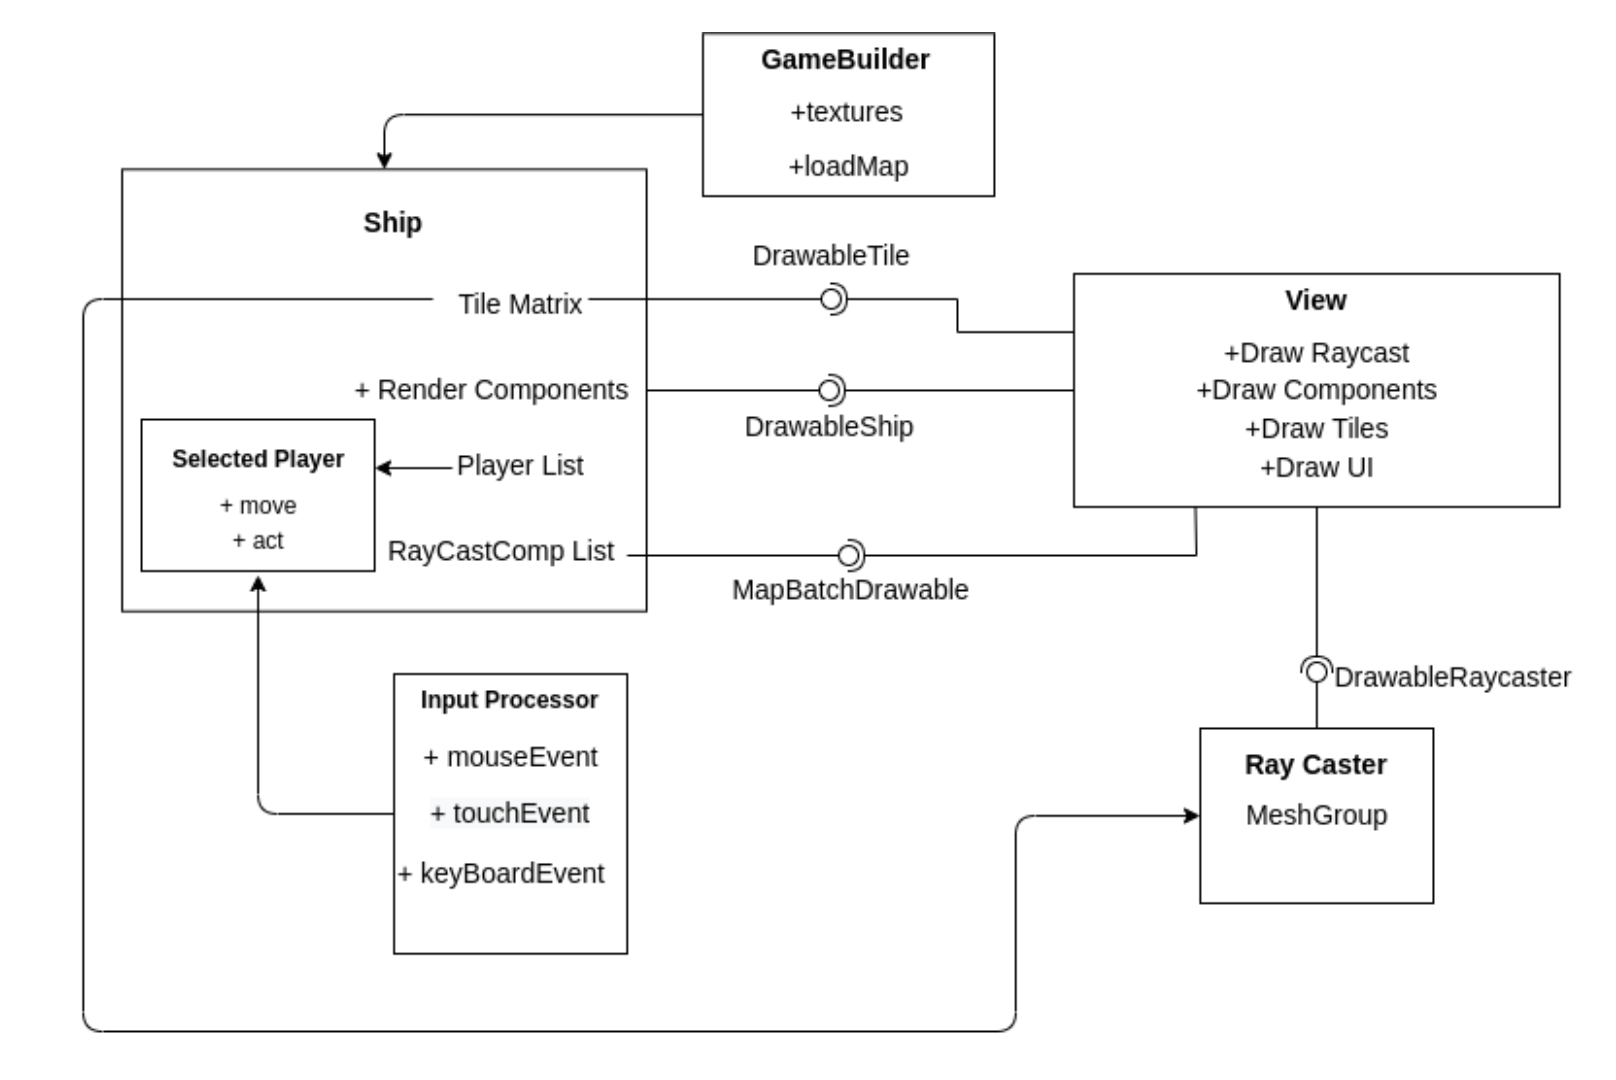 GameBuilder
+textures
+loadMap
Ship
DrawableTile
Tile Matrix
View
+Draw Raycast
+ Render Components
+Draw Components
DrawableShip
+Draw Tiles
Selected Player
Player List
+Draw UI
+ move
+ act
RayCastComp List
MapBatchDrawable
DrawableRaycaster
Input Processor
+ mouseEvent
+ touchEvent
+ keyBoardEvent
Ray Caster
MeshGroup